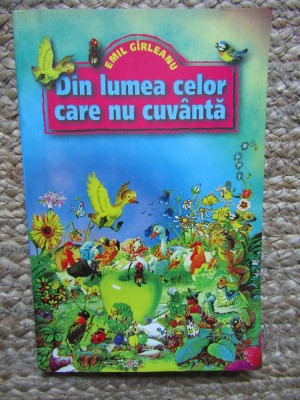 EMIL GÎRLEANU
Din lumea celor
care nu cuvântă